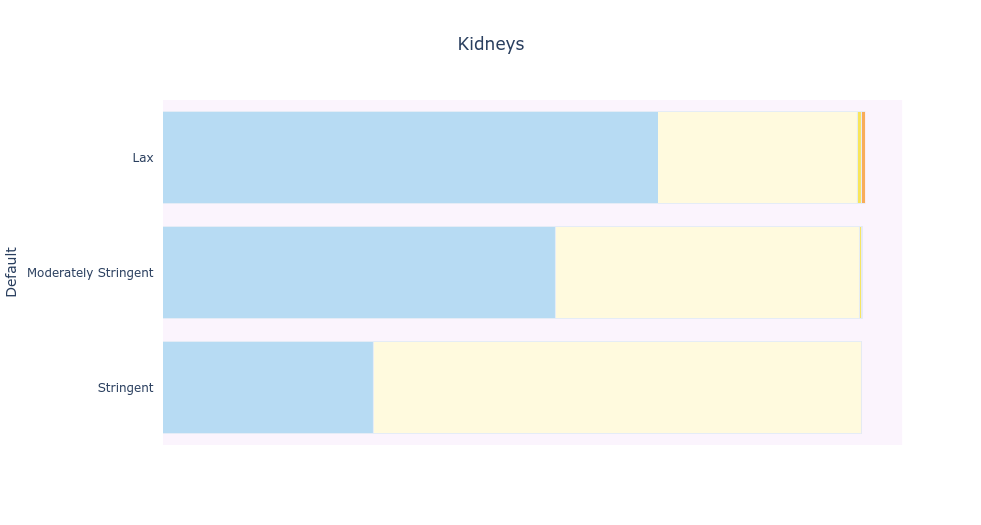 Kidneys
Lax
Moderately Stringent
Stringent
Default